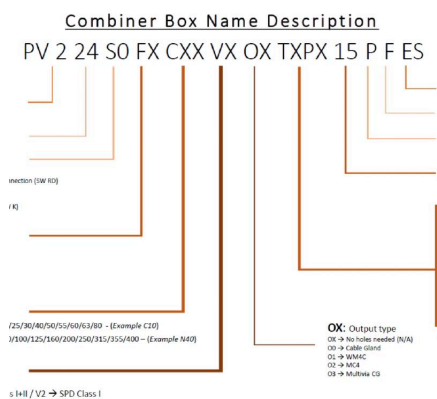 Combiner Box Name Description
PV 2 24 S0 FX CXX VX OX TXPX 15 P F ES
nnection (SW RD)
/ K)
/25/30/40/50/55/60/63/80 - (Example C10)
)/100/125/160/200/250/315/355/400 – (Example N40)
OX: Output type
OX → No holes needed (N/A)
O0 → Cable Gland
O1 → WM4C
O2 → MC4
O3 → Multivia CG
s I+II / V2 → SPD Class I